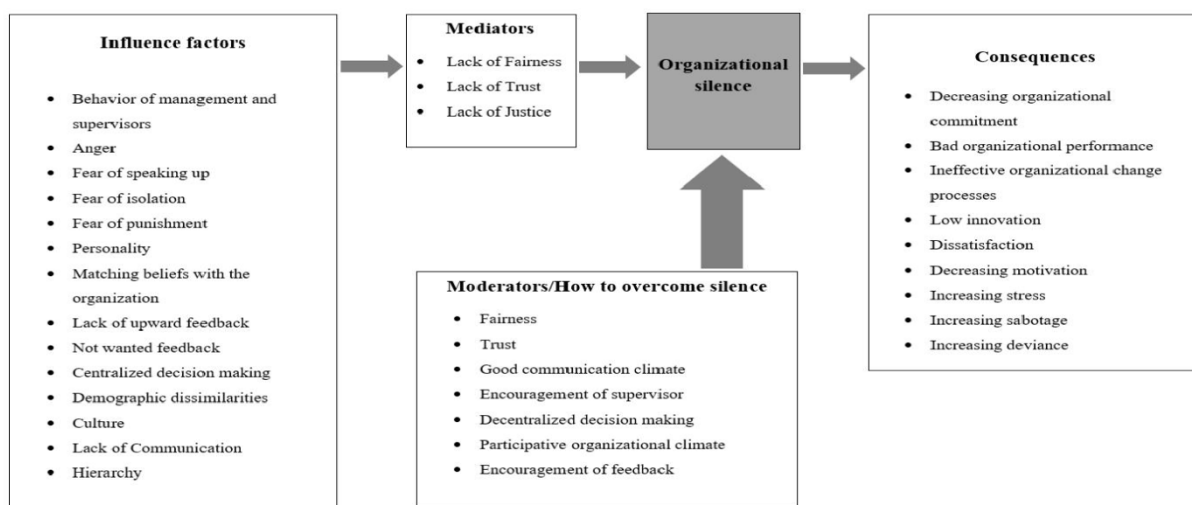 Influence factors
• Behavior of management and
supervisors
• Anger
• Fear of speaking up
• Fear of isolation
• Fear of punishment
• Personality
• Matching beliefs with the
organization
• Lack of upward feedback
• Not wanted feedback
• Centralized decision making
• Demographic dissimilarities
• Culture
• Lack of Communication
• Hierarchy
Mediators
• Lack of Fairness
• Lack of Trust
• Lack of Justice
Organizational
silence
Moderators/How to overcome silence
• Fairness
• Trust
• Good communication climate
• Encouragement of supervisor
• Decentralized decision making
• Participative organizational climate
• Encouragement of feedback
Consequences
• Decreasing organizational
commitment
• Bad organizational performance
• Ineffective organizational change
processes
• Low innovation
• Dissatisfaction
• Decreasing motivation
• Increasing stress
• Increasing sabotage
• Increasing deviance